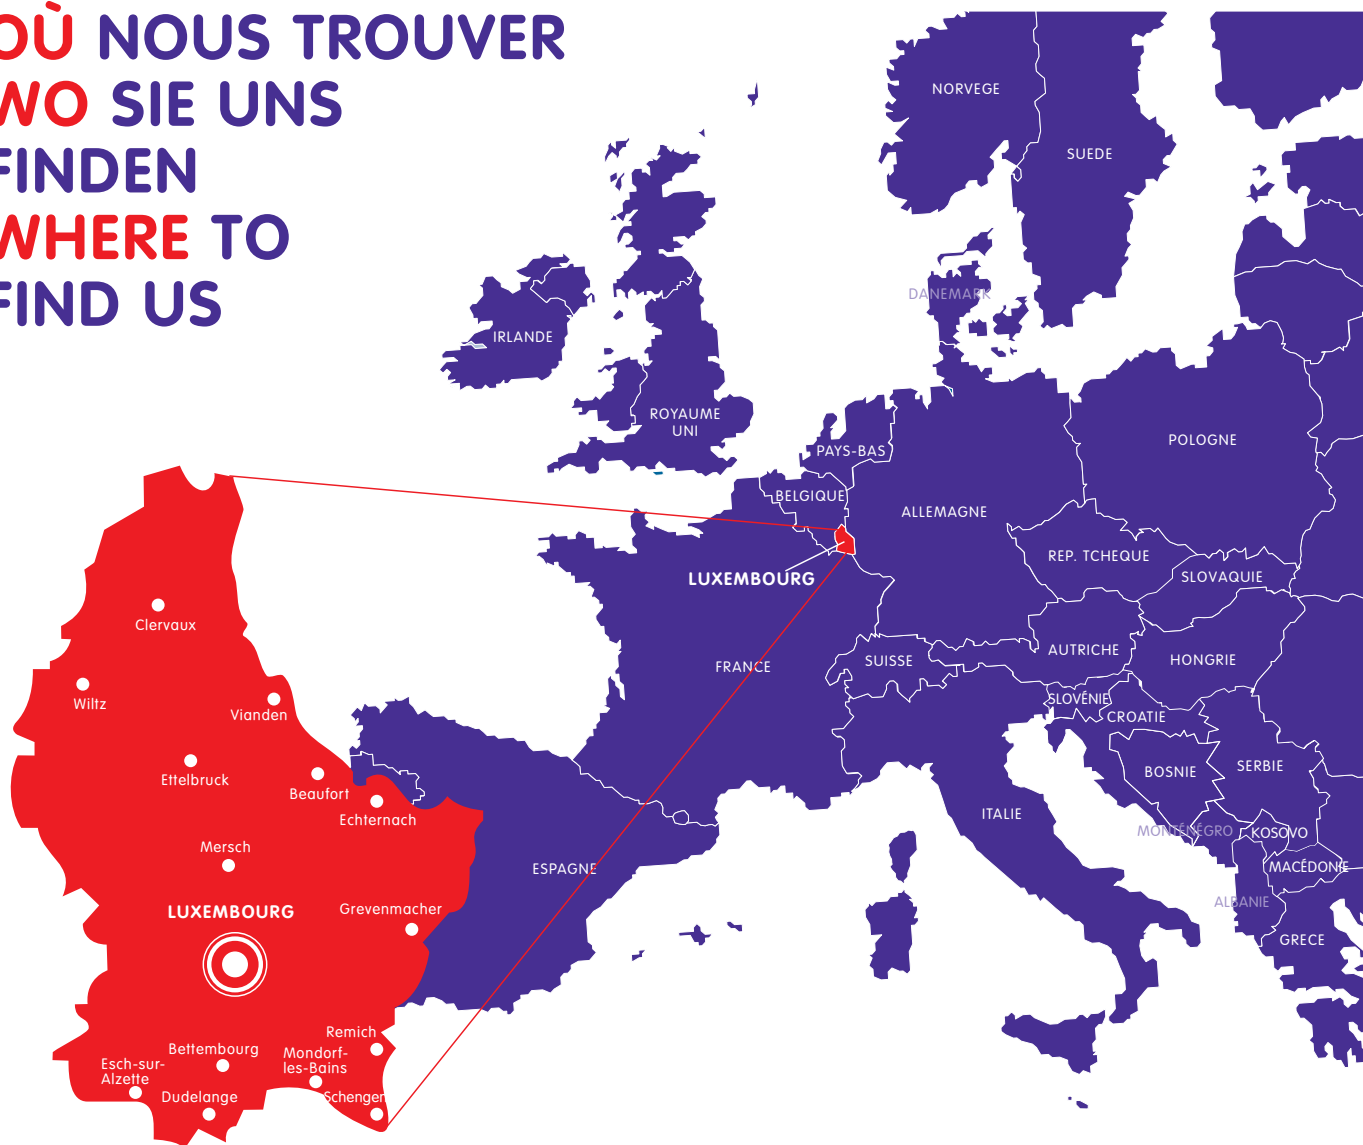 OÙ NOUS TROUVER
WO SIE UNS
FINDEN
WHERE TO
FIND US
NORVEGE
SUEDE
DANEMARK
IRLANDE
ROYAUME
UNI
PAYS-BAS
POLOGNE
BELGIQUE
ALLEMAGNE
REP. TCHEQUE
SLOVAQUIE
LUXEMBOURG
FRANCE
SUISSE
AUTRICHE
HONGRIE
SLOVÉNIE
CROATIE
BOSNIE
SERBIE
ITALIE
MONTÉNÉGRO
KOSOVO
MACÉDONIE
ESPAGNE
ALBANIE
GRECE
Clervaux
Wiltz
Vianden
Ettelbruck
Beaufort
Echternach
Mersch
LUXEMBOURG
Grevenmacher
Remich
Bettembourg
Mondorf-
les-Bains
Esch-sur-
Alzette
Dudelange
Schengen